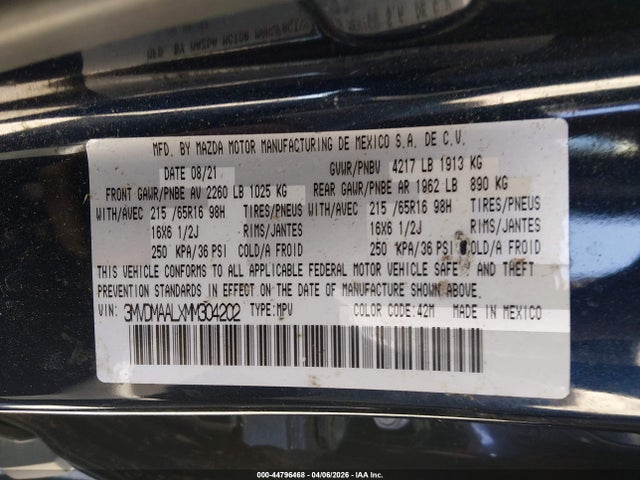 MFD. BY MAZDA MOTOR MANUFACTURING DE MEXICO S.A. DE C.V.
DATE 08/21 GVWR/PNBV 4217 LB 1913 KG
FRONT GAWR/PNBE AV 2260 LB 1025 KG REAR GAWR/PNBE AR 1962 LB 890 KG
WITH/AVEC 215 /65R16 98H TIRES/PNEUS WITH/AVEC 215 /65R16 98H TIRES/PNEUS
16X6 1/2J RIMS/JANTES 16X6 1/2J RIMS/JANTES
250 KPA/36 PSI COLD/A FROID 250 KPA/36 PSI COLD/A FROID
THIS VEHICLE CONFORMS TO ALL APPLICABLE FEDERAL MOTOR VEHICLE SAFE AND THEFT
PREVENTION STANDARDS IN EFFECT ON THE DATE OF MANUFACTURE SHOWN ABOVE.
VIN: 3MVDMAALXMM304202 TYPE:MPV COLOR CODE:42M MADE IN MEXICO
000-44796468 - 04/06/2026 - IAA Inc.